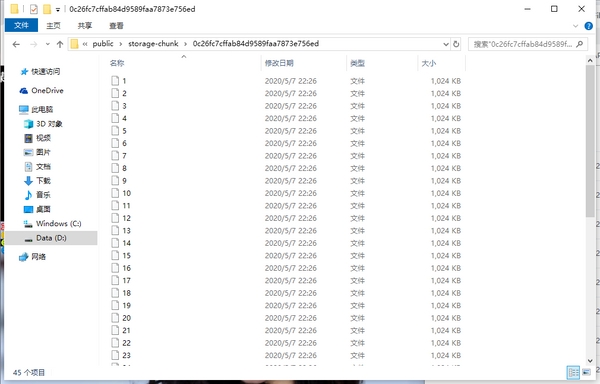 0c26fc7cffab84d9589faa7873e756ed
文件 主页 共享 查看
« public › storage-chunk › 0c26fc7cffab84d9589faa7873e756ed
搜索"0c26fc7cffab84d9589f...
名称 修改日期 类型 大小
快速访问
OneDrive
此电脑
3D 对象
视频
图片
文档
下载
音乐
桌面
Windows (C:)
Data (D:)
网络
1 2020/5/7 22:26 文件 1,024 KB
2 2020/5/7 22:26 文件 1,024 KB
3 2020/5/7 22:26 文件 1,024 KB
4 2020/5/7 22:26 文件 1,024 KB
5 2020/5/7 22:26 文件 1,024 KB
6 2020/5/7 22:26 文件 1,024 KB
7 2020/5/7 22:26 文件 1,024 KB
8 2020/5/7 22:26 文件 1,024 KB
9 2020/5/7 22:26 文件 1,024 KB
10 2020/5/7 22:26 文件 1,024 KB
11 2020/5/7 22:26 文件 1,024 KB
12 2020/5/7 22:26 文件 1,024 KB
13 2020/5/7 22:26 文件 1,024 KB
14 2020/5/7 22:26 文件 1,024 KB
15 2020/5/7 22:26 文件 1,024 KB
16 2020/5/7 22:26 文件 1,024 KB
17 2020/5/7 22:26 文件 1,024 KB
18 2020/5/7 22:26 文件 1,024 KB
19 2020/5/7 22:26 文件 1,024 KB
20 2020/5/7 22:26 文件 1,024 KB
21 2020/5/7 22:26 文件 1,024 KB
22 2020/5/7 22:26 文件 1,024 KB
23 2020/5/7 22:26 文件 1,024 KB
45 个项目